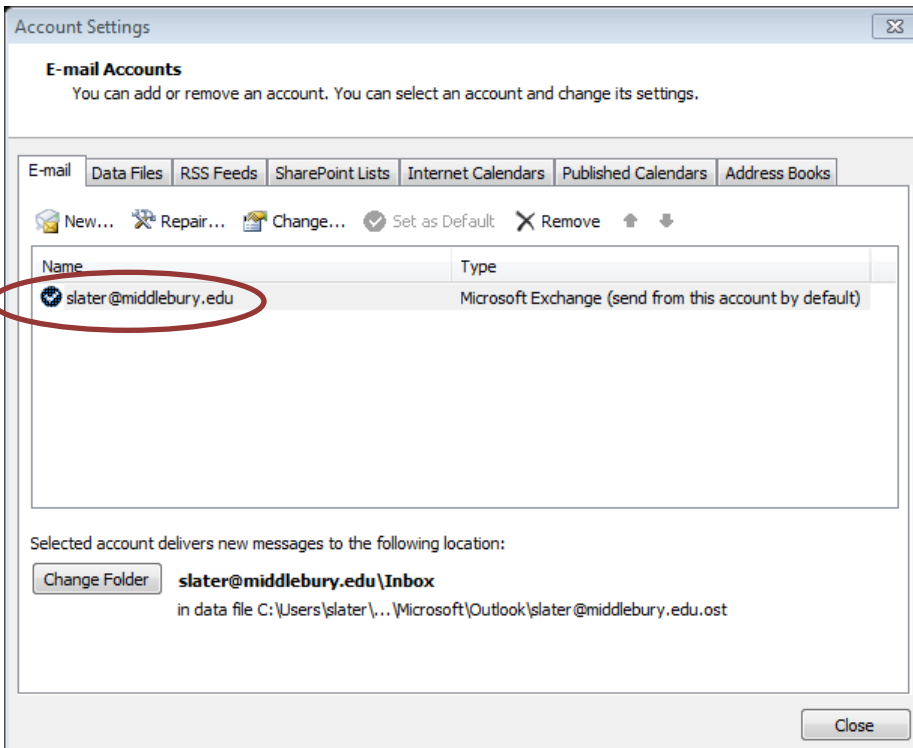 Account Settings
E-mail Accounts
You can add or remove an account. You can select an account and change its settings.
E-mail Data Files RSS Feeds SharePoint Lists Internet Calendars Published Calendars Address Books
New... Repair... Change... Set as Default Remove
Name Type
slater@middlebury.edu Microsoft Exchange (send from this account by default)
Selected account delivers new messages to the following location:
Change Folder slater@middlebury.edu\Inbox
in data file C:\Users\slater\...\Microsoft\Outlook\slater@middlebury.edu.ost
Close